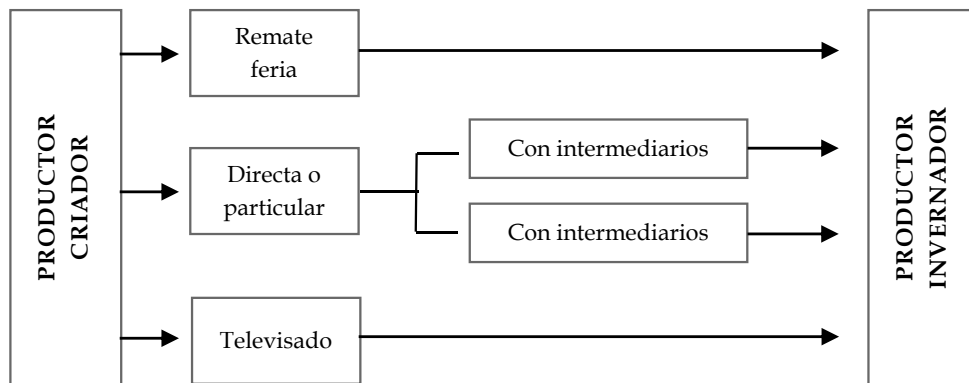 PRODUCTOR
CRIADOR
Remate
feria
Directa o
particular
Con intermediarios
Con intermediarios
Televisado
PRODUCTOR
INVERNADOR